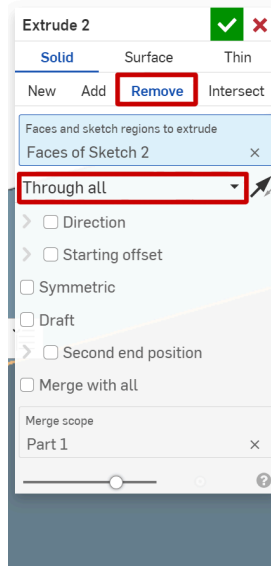 Extrude 2
Solid Surface Thin
New Add Remove Intersect
Faces and sketch regions to extrude
Faces of Sketch 2
Through all
Direction
Starting offset
Symmetric
Draft
Second end position
Merge with all
Merge scope
Part 1